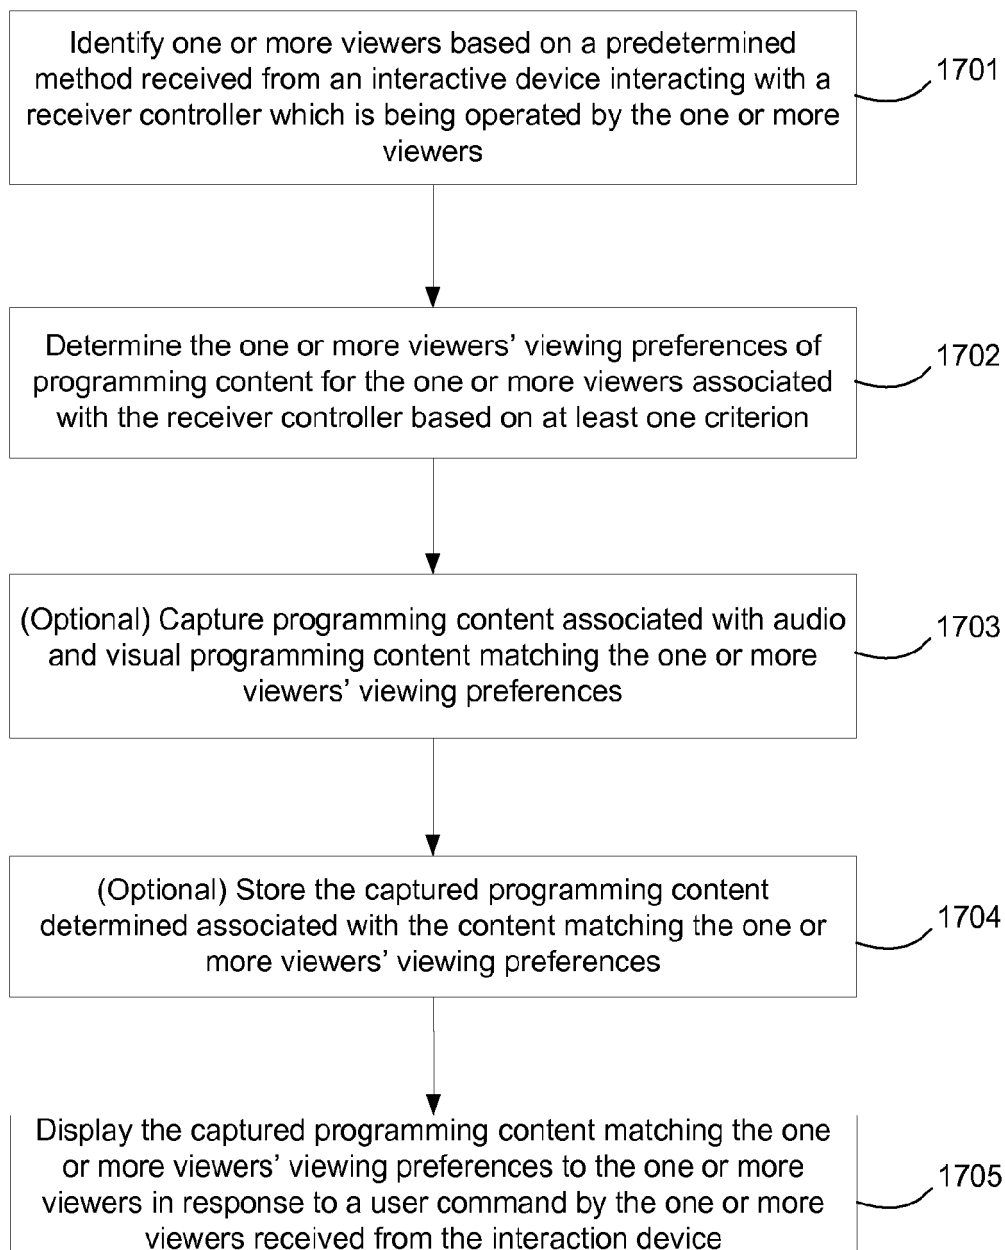 Identify one or more viewers based on a predetermined
method received from an interactive device interacting with a
receiver controller which is being operated by the one or more
viewers
1701
Determine the one or more viewers’ viewing preferences of
programming content for the one or more viewers associated
with the receiver controller based on at least one criterion
1702
(Optional) Capture programming content associated with audio
and visual programming content matching the one or more
viewers’ viewing preferences
1703
(Optional) Store the captured programming content
determined associated with the content matching the one or
more viewers’ viewing preferences
1704
Display the captured programming content matching the one
or more viewers’ viewing preferences to the one or more
viewers in response to a user command by the one or more
viewers received from the interaction device
1705